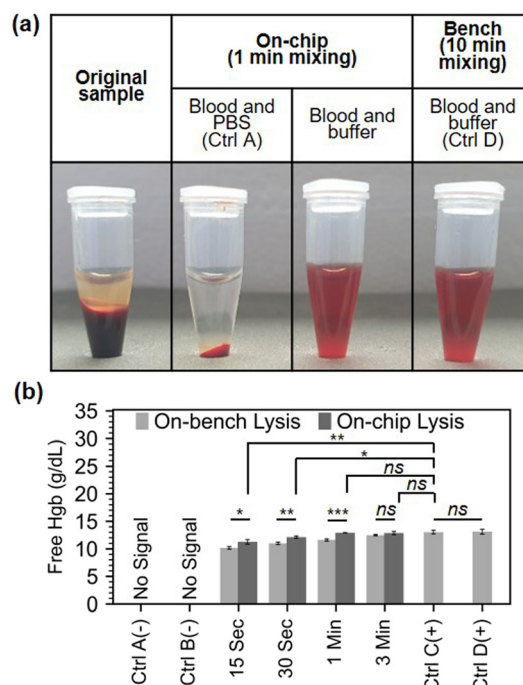 (a)
Original
sample
On-chip
(1 min mixing)
Bench
(10 min
mixing)
Blood and
PBS
(Ctrl A)
Blood and
buffer
Blood and
buffer
(Ctrl D)
(b)
Free Hgb (g/dL)
35
30
25
20
15
10
5
0
On-bench Lysis
On-chip Lysis
**
*
ns
ns
*
**
***
ns
ns
No Signal
No Signal
Ctrl A(-)
Ctrl B(-)
15 Sec
30 Sec
1 Min
3 Min
Ctrl C(+)
Ctrl D(+)